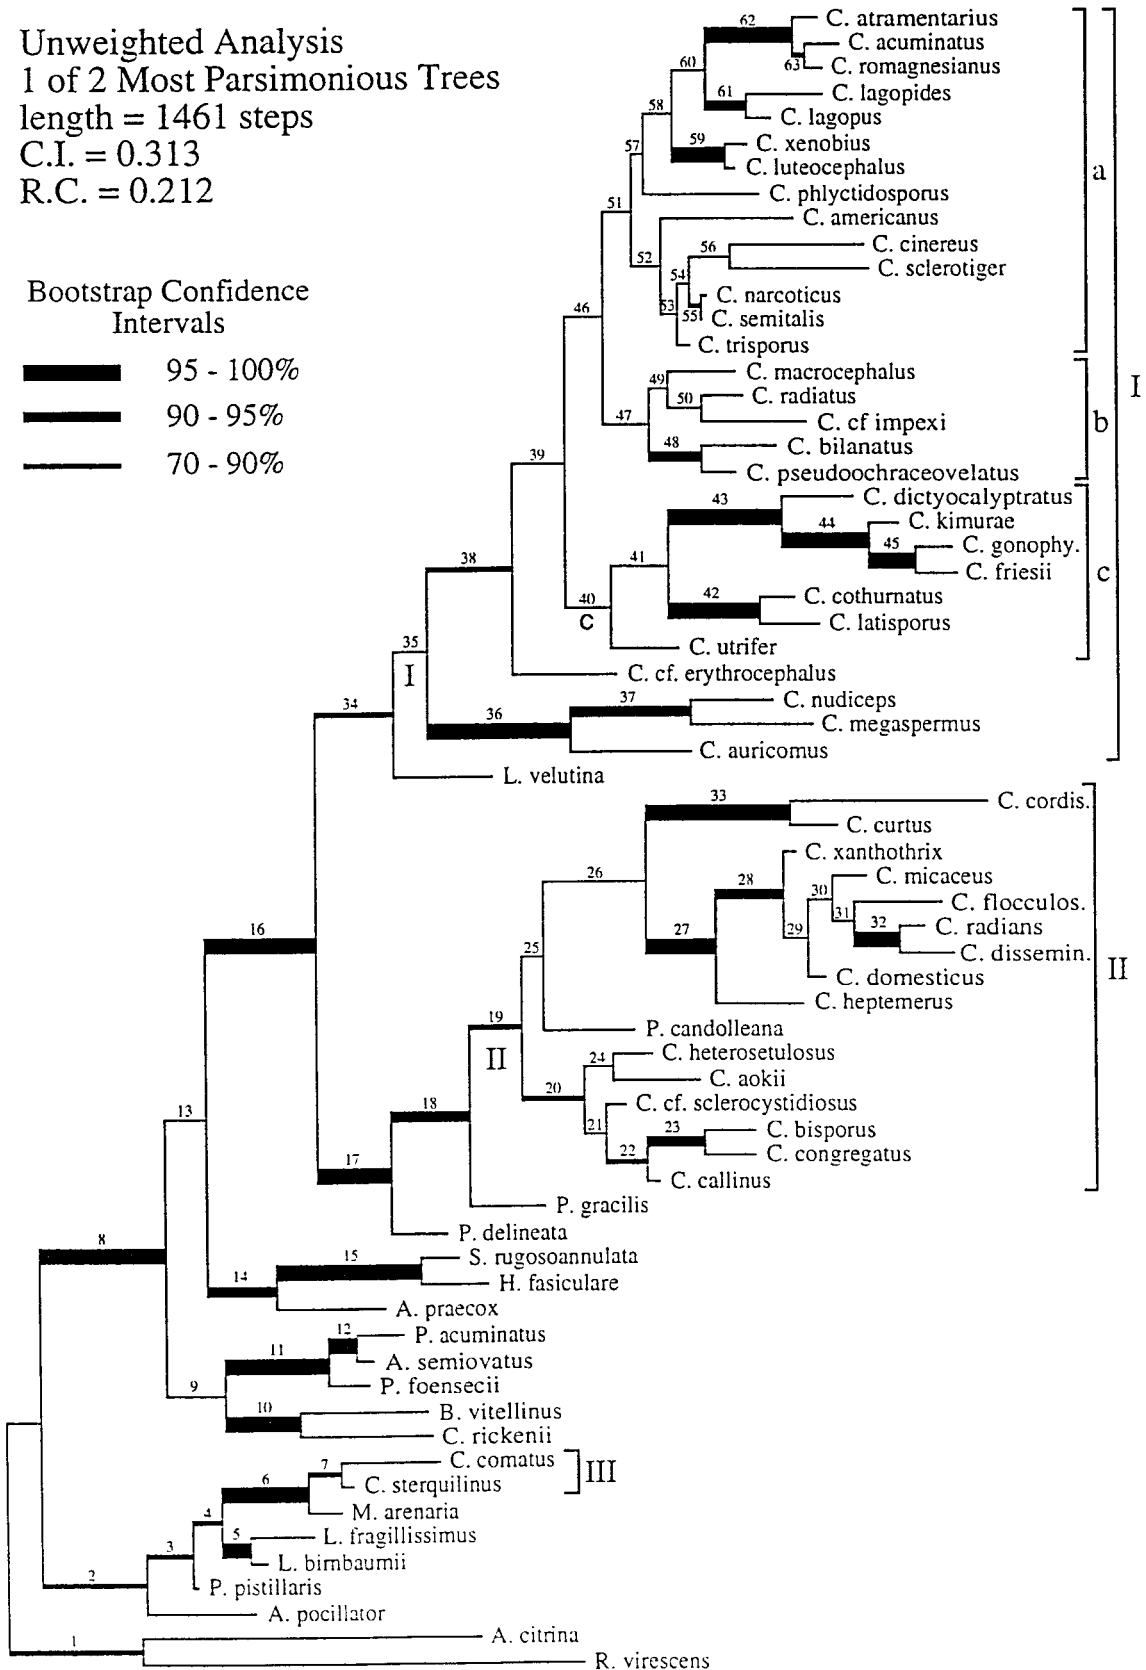 Unweighted Analysis
1 of 2 Most Parsimonious Trees
length = 1461 steps
C.I. = 0.313
R.C. = 0.212
Bootstrap Confidence
Intervals
95 - 100%
90 - 95%
70 - 90%
62
C. atramentarius
C. acuminatus
63
C. romagnesianus
60
61
C. lagopides
C. lagopus
58
59
C. xenobius
C. luteocephalus
57
C. phlyctidosporus
a
51
C. americanus
52
56
C. cinereus
C. sclerotiger
54
C. narcoticus
53
55
C. semitalis
C. trisporus
46
I
49
C. macrocephalus
50
C. radiatus
C. cf impexi
47
b
48
C. bilanatus
C. pseudoochraceovelatus
39
43
C. dictyocalyptratus
44
C. kimurae
45
C. gonophy.
C. friesii
41
c
42
C. cothurnatus
C. latisporus
40
c
C. utrifer
38
C. cf. erythrocephalus
35
I
37
C. nudiceps
36
C. megaspermus
C. auricomus
34
L. velutina
33
C. cordis.
C. curtus
26
C. xanthothrix
28
C. micaceus
30
C. flocculos.
31
32
C. radians
29
C. dissemin.
27
C. domesticus
C. heptemerus
II
25
P. candolleana
19
II
24
C. heterosetulosus
C. aokii
20
C. cf. sclerocystidiosus
21
23
C. bisporus
22
C. congregatus
C. callinus
18
P. gracilis
17
P. delineata
16
13
15
S. rugosoannulata
H. fasiculare
14
A. praecox
8
12
P. acuminatus
11
A. semiovatus
P. foensecii
9
10
B. vitellinus
C. rickenii
7
C. comatus
III
6
C. sterquilinus
M. arenaria
4
5
L. fragillissimus
3
L. birnbaumii
2
P. pistillaris
A. pocillator
1
A. citrina
R. virescens